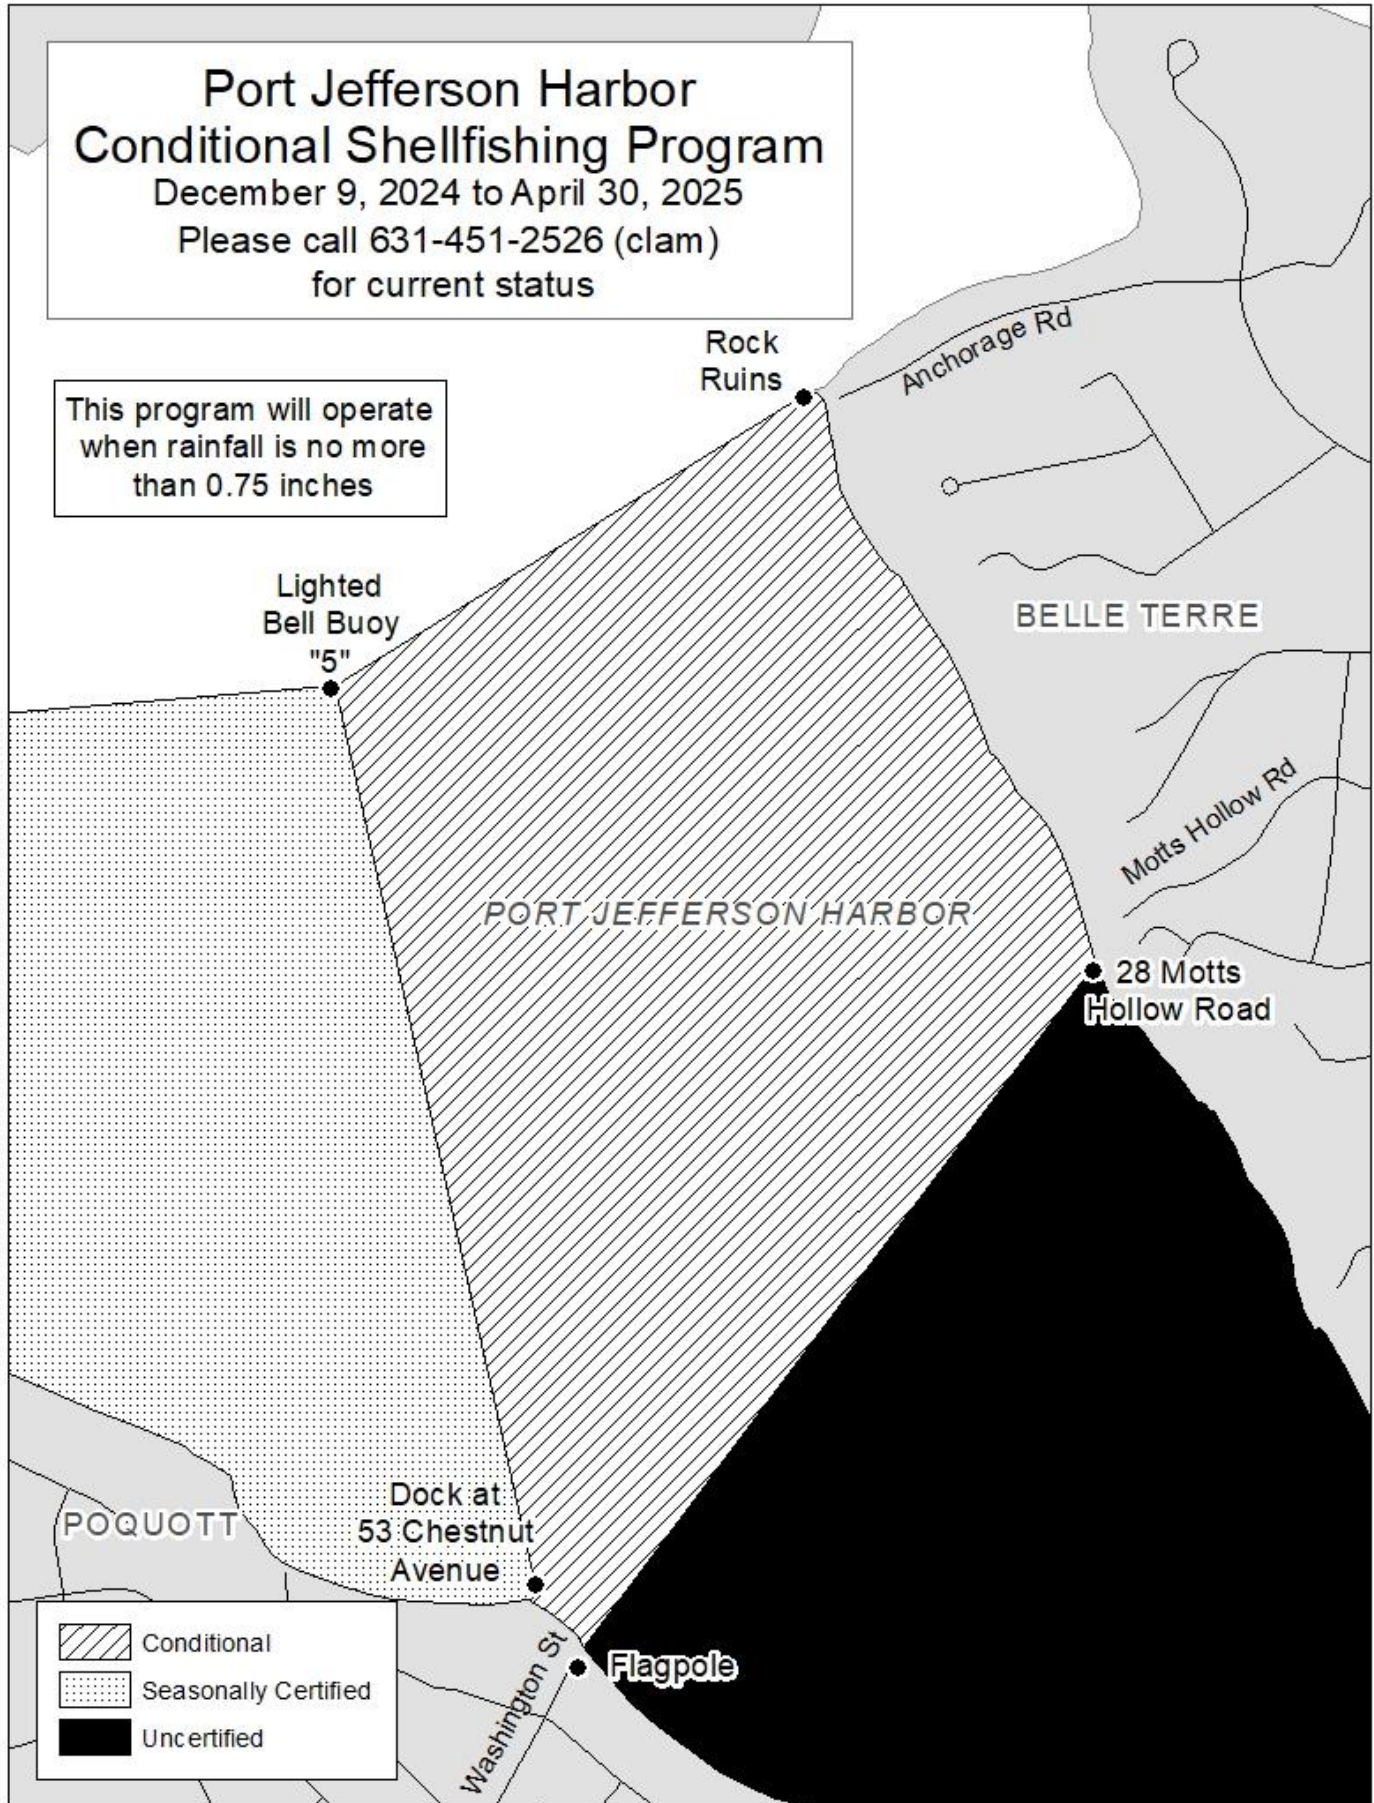 Port Jefferson Harbor
Conditional Shellfishing Program
December 9, 2024 to April 30, 2025
Please call 631-451-2526 (clam)
for current status
This program will operate
when rainfall is no more
than 0.75 inches
Rock
Ruins
Anchorage Rd
Lighted
Bell Buoy
"5"
BELLE TERRE
Motts Hollow Rd
PORT JEFFERSON HARBOR
28 Motts
Hollow Road
Dock at
53 Chestnut
Avenue
POQUOTT
Washington St
Flagpole
Conditional
Seasonally Certified
Uncertified